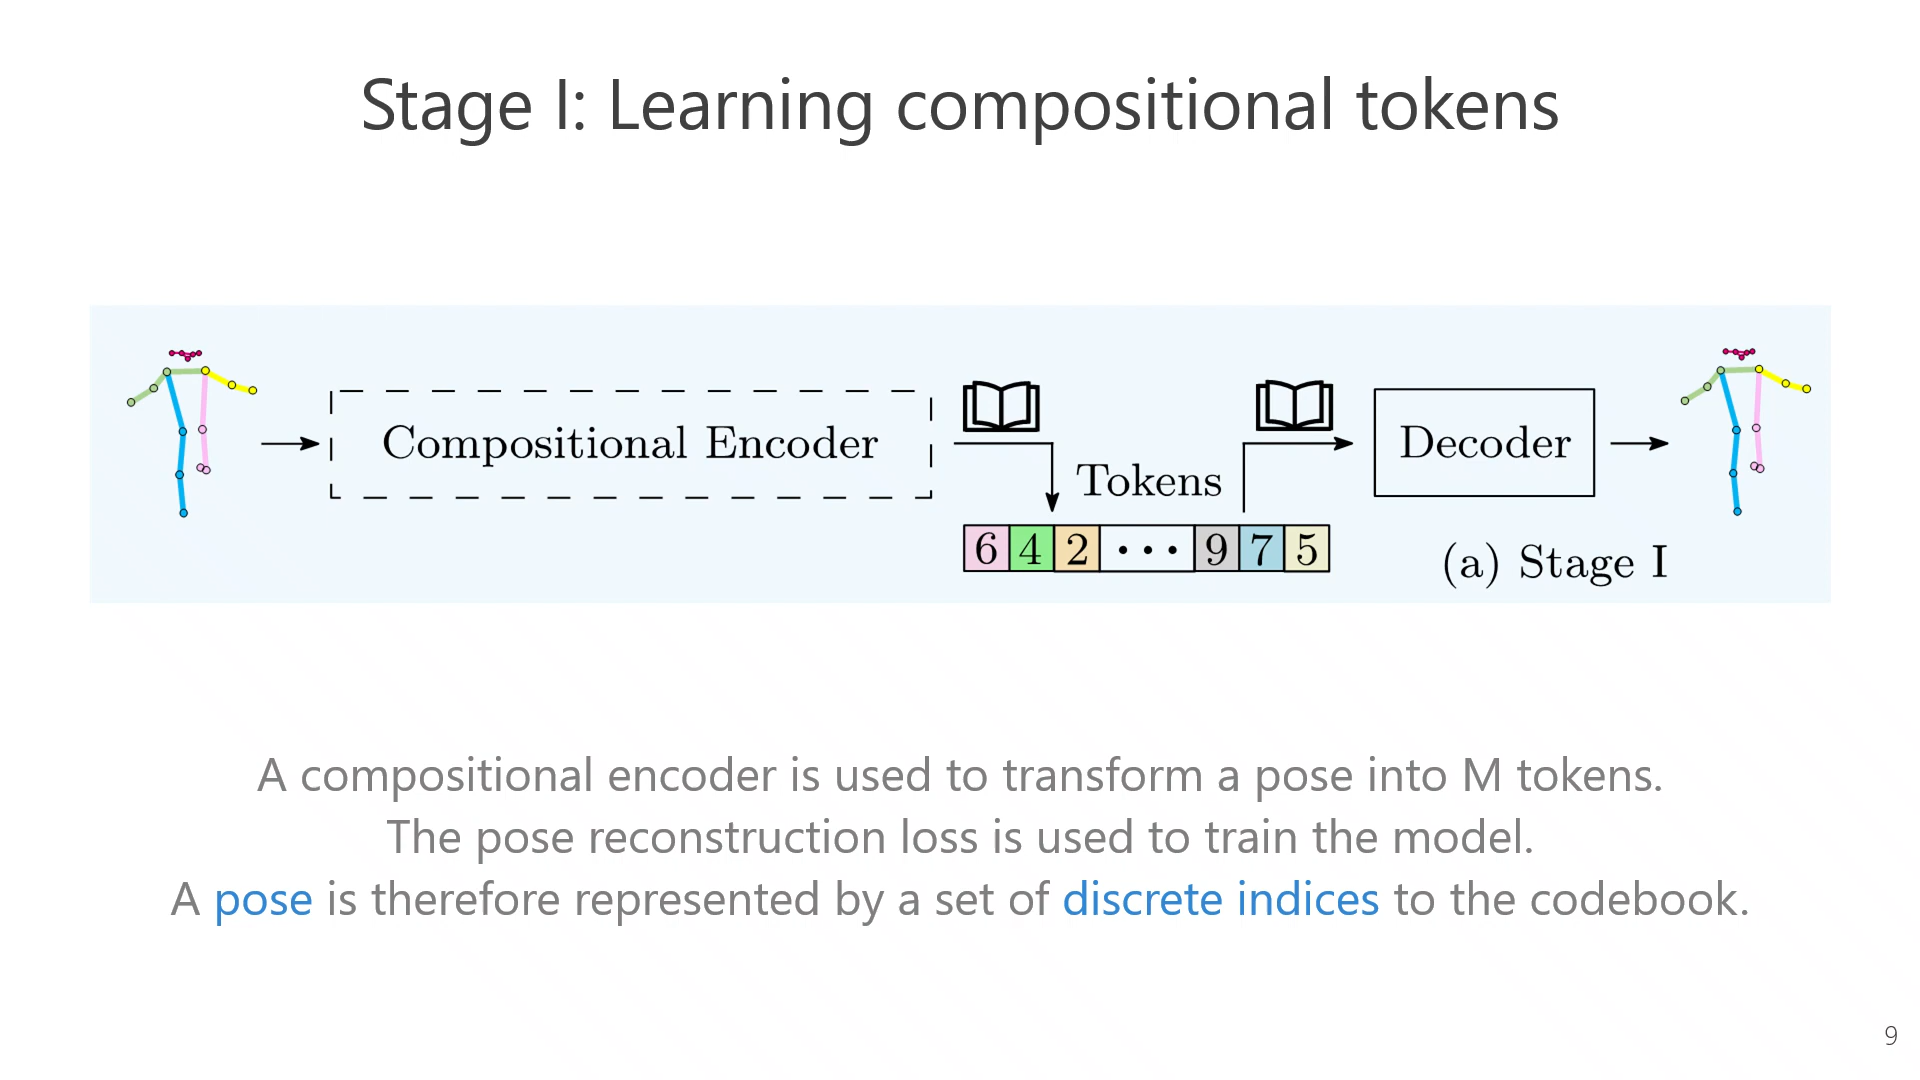 Stage I: Learning compositional tokens
Compositional Encoder
Tokens
6 4 2 ··· 9 7 5
Decoder
(a) Stage I
A compositional encoder is used to transform a pose into M tokens.
The pose reconstruction loss is used to train the model.
A pose is therefore represented by a set of discrete indices to the codebook.
9